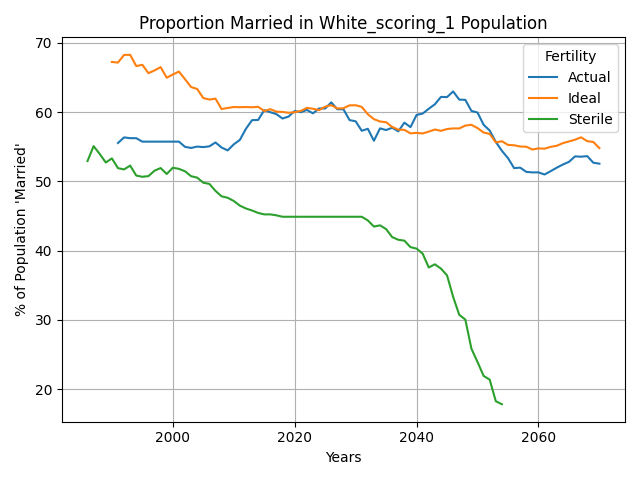 Proportion Married in White_scoring_1 Population
% of Population 'Married'
70
60
50
40
30
20
Fertility
Actual
Ideal
Sterile
2000 2020 2040 2060
Years